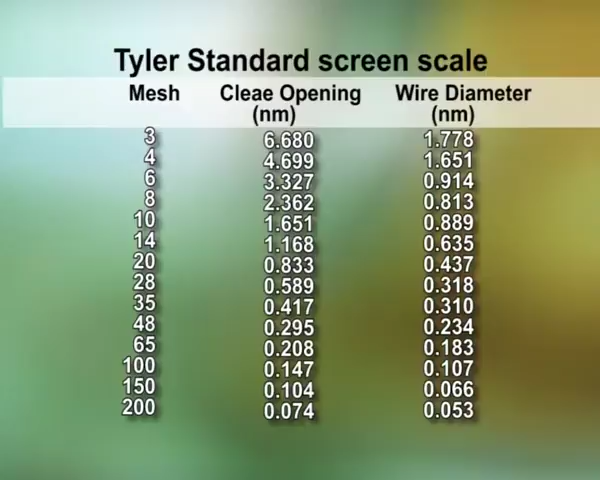 Tyler Standard screen scale
Mesh Cleae Opening Wire Diameter
(nm) (nm)
3 6.680 1.778
4 4.699 1.651
6 3.327 0.914
8 2.362 0.813
10 1.651 0.889
14 1.168 0.635
20 0.833 0.437
28 0.589 0.318
35 0.417 0.310
48 0.295 0.234
65 0.208 0.183
100 0.147 0.107
150 0.104 0.066
200 0.074 0.053